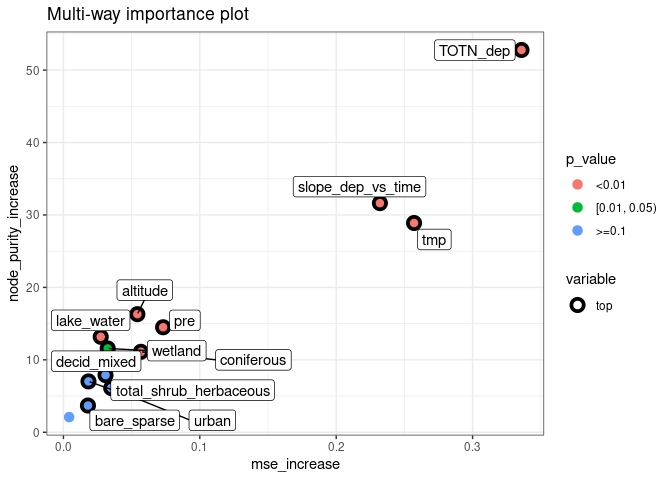 Multi-way importance plot
TOTN_dep
50
40
slope_dep_vs_time
30
tmp
20
altitude
lake_water
pre
wetland
coniferous
10
decid_mixed
total_shrub_herbaceous
bare_sparse
urban
0
0.0
0.1
0.2
0.3
mse_increase
node_purity_increase
p_value
<0.01
[0.01, 0.05)
>=0.1
variable
top